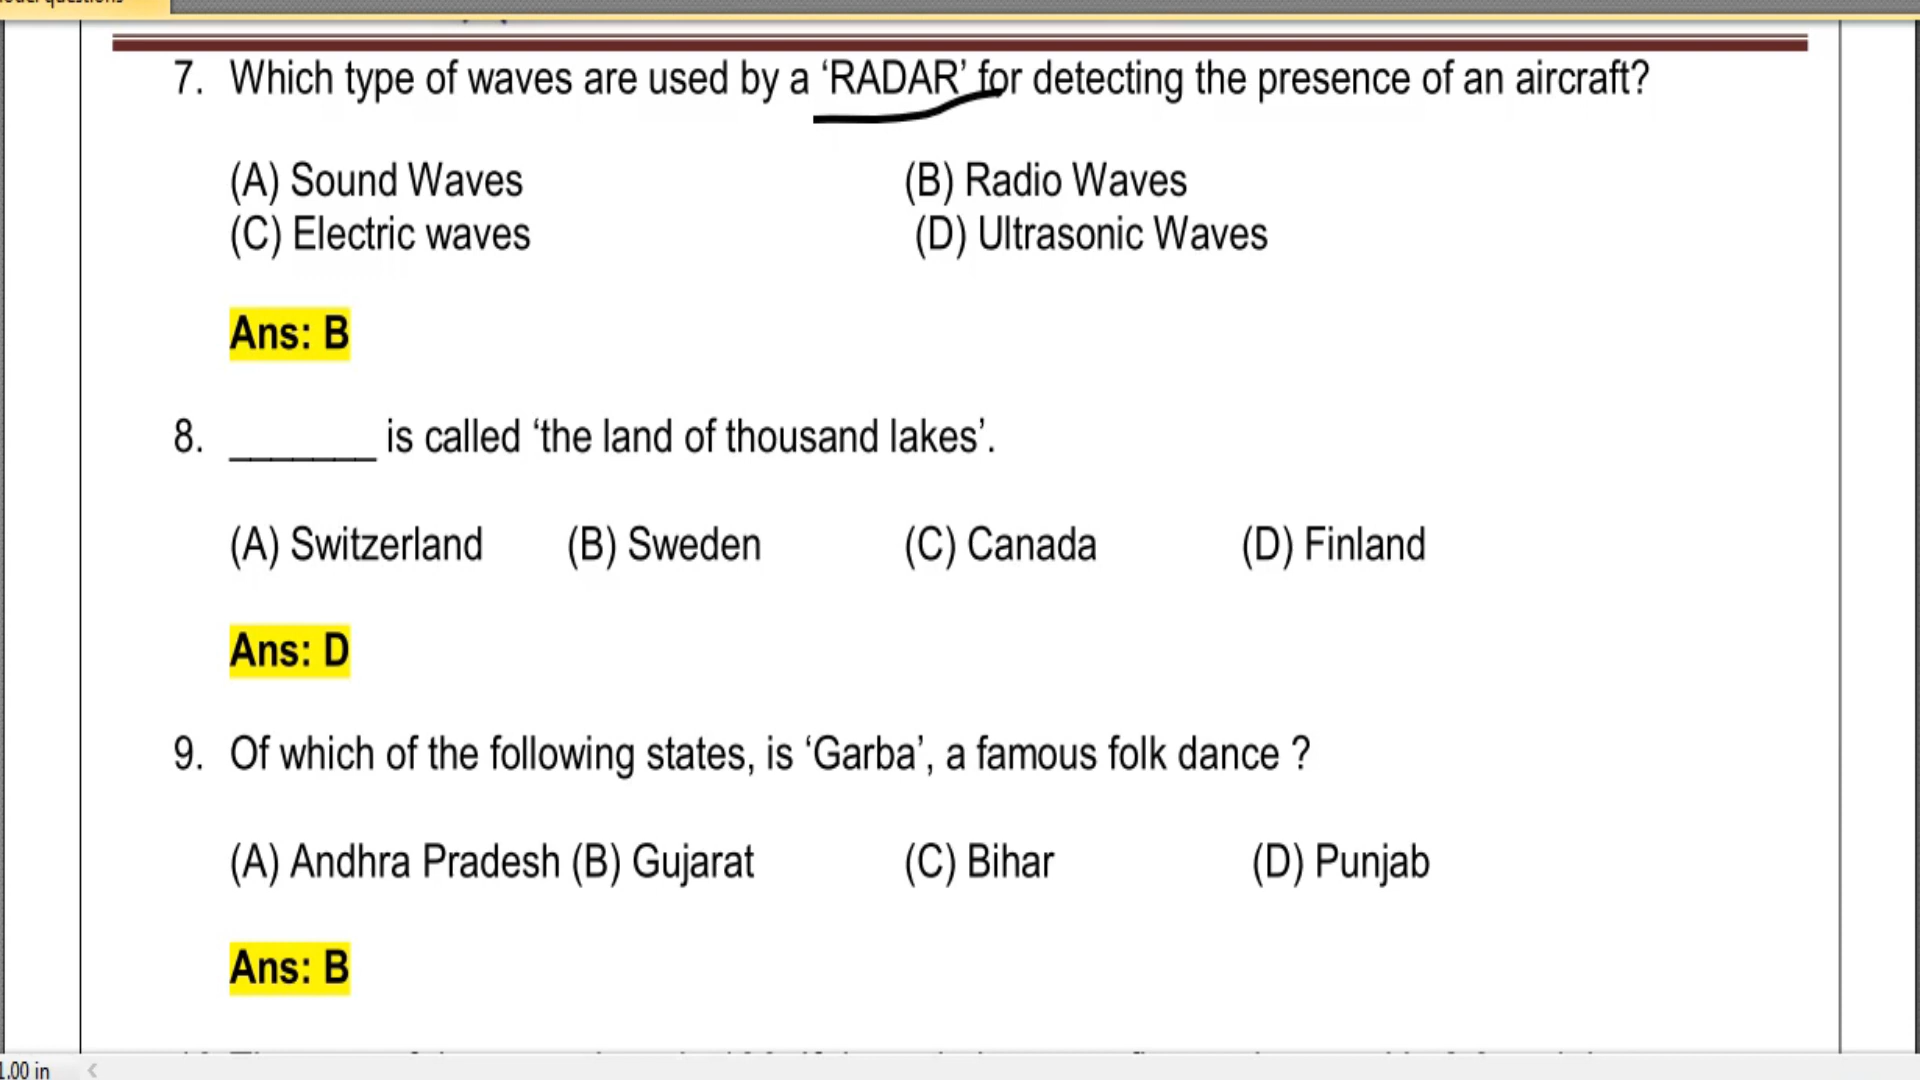 7. Which type of waves are used by a ‘RADAR’ for detecting the presence of an aircraft?
(A) Sound Waves (B) Radio Waves
(C) Electric waves (D) Ultrasonic Waves
Ans: B
8. _______ is called ‘the land of thousand lakes’.
(A) Switzerland (B) Sweden (C) Canada (D) Finland
Ans: D
9. Of which of the following states, is ‘Garba’, a famous folk dance ?
(A) Andhra Pradesh (B) Gujarat (C) Bihar (D) Punjab
Ans: B
1.00 in